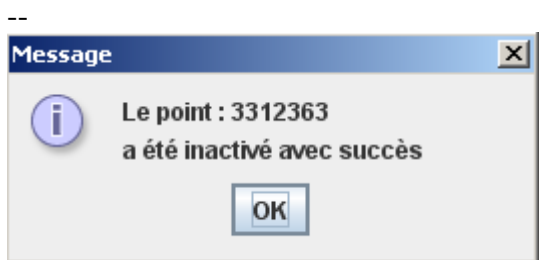 --
Message
Le point : 3312363
a été inactivé avec succès
OK